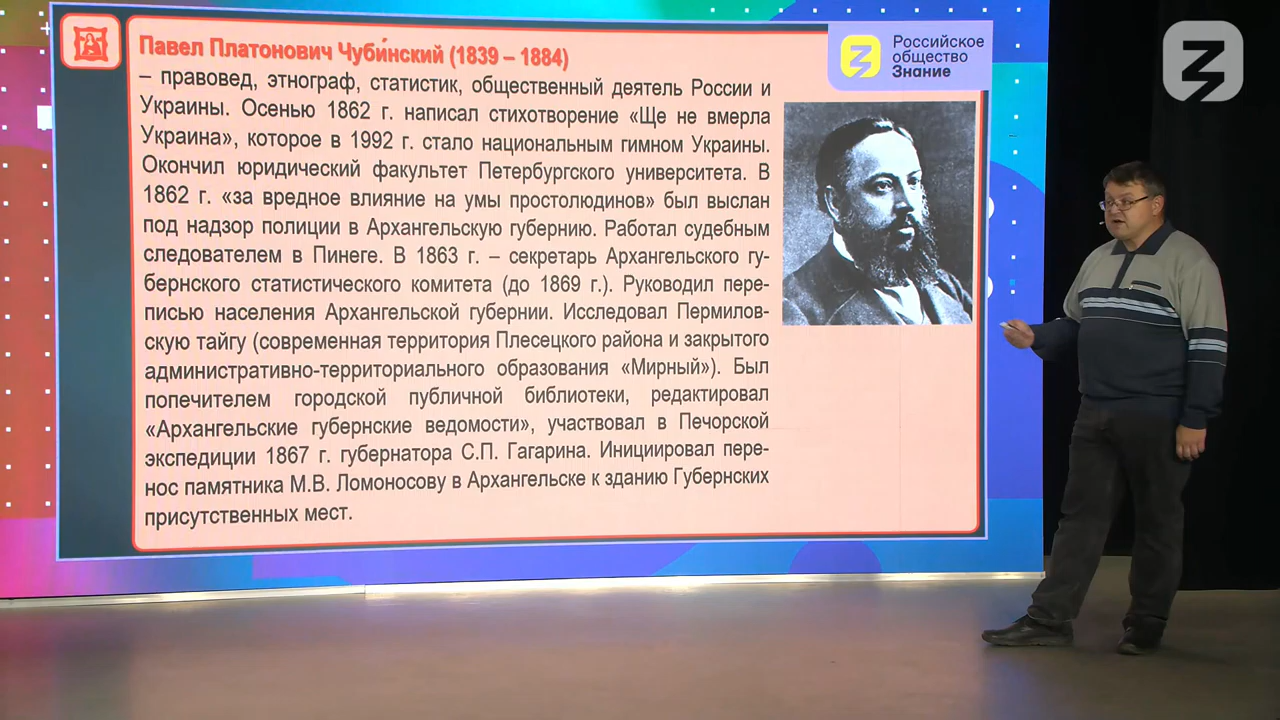 Павел Платонович Чуби́нский (1839 – 1884)
– правовед, этнограф, статистик, общественный деятель России и
Украины. Осенью 1862 г. написал стихотворение «Ще не вмерла
Украина», которое в 1992 г. стало национальным гимном Украины.
Окончил юридический факультет Петербургского университета. В
1862 г. «за вредное влияние на умы простолюдинов» был выслан
под надзор полиции в Архангельскую губернию. Работал судебным
следователем в Пинеге. В 1863 г. – секретарь Архангельского гу-
бернского статистического комитета (до 1869 г.). Руководил пере-
писью населения Архангельской губернии. Исследовал Пермилов-
скую тайгу (современная территория Плесецкого района и закрытого
административно-территориального образования «Мирный»). Был
попечителем городской публичной библиотеки, редактировал
«Архангельские губернские ведомости», участвовал в Печорской
экспедиции 1867 г. губернатора С.П. Гагарина. Инициировал пере-
нос памятника М.В. Ломоносову в Архангельске к зданию Губернских
присутственных мест.
Российское
общество
Знание